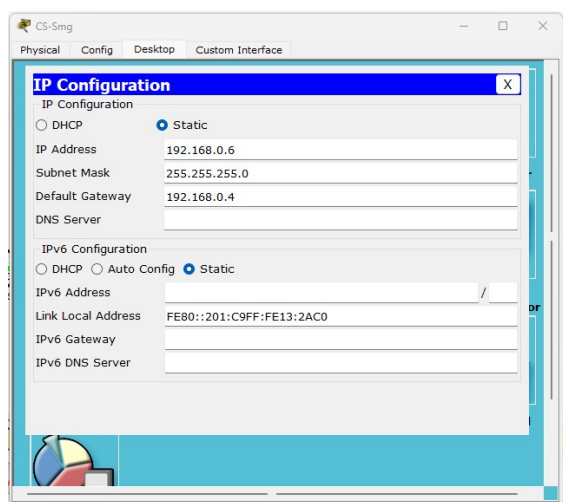 CS-Smg
Physical Config Desktop Custom Interface
IP Configuration X
IP Configuration
DHCP Static
IP Address 192.168.0.6
Subnet Mask 255.255.255.0
Default Gateway 192.168.0.4
DNS Server
IPv6 Configuration
DHCP Auto Config Static
IPv6 Address /
Link Local Address FE80::201:C9FF:FE13:2AC0
IPv6 Gateway
IPv6 DNS Server
or